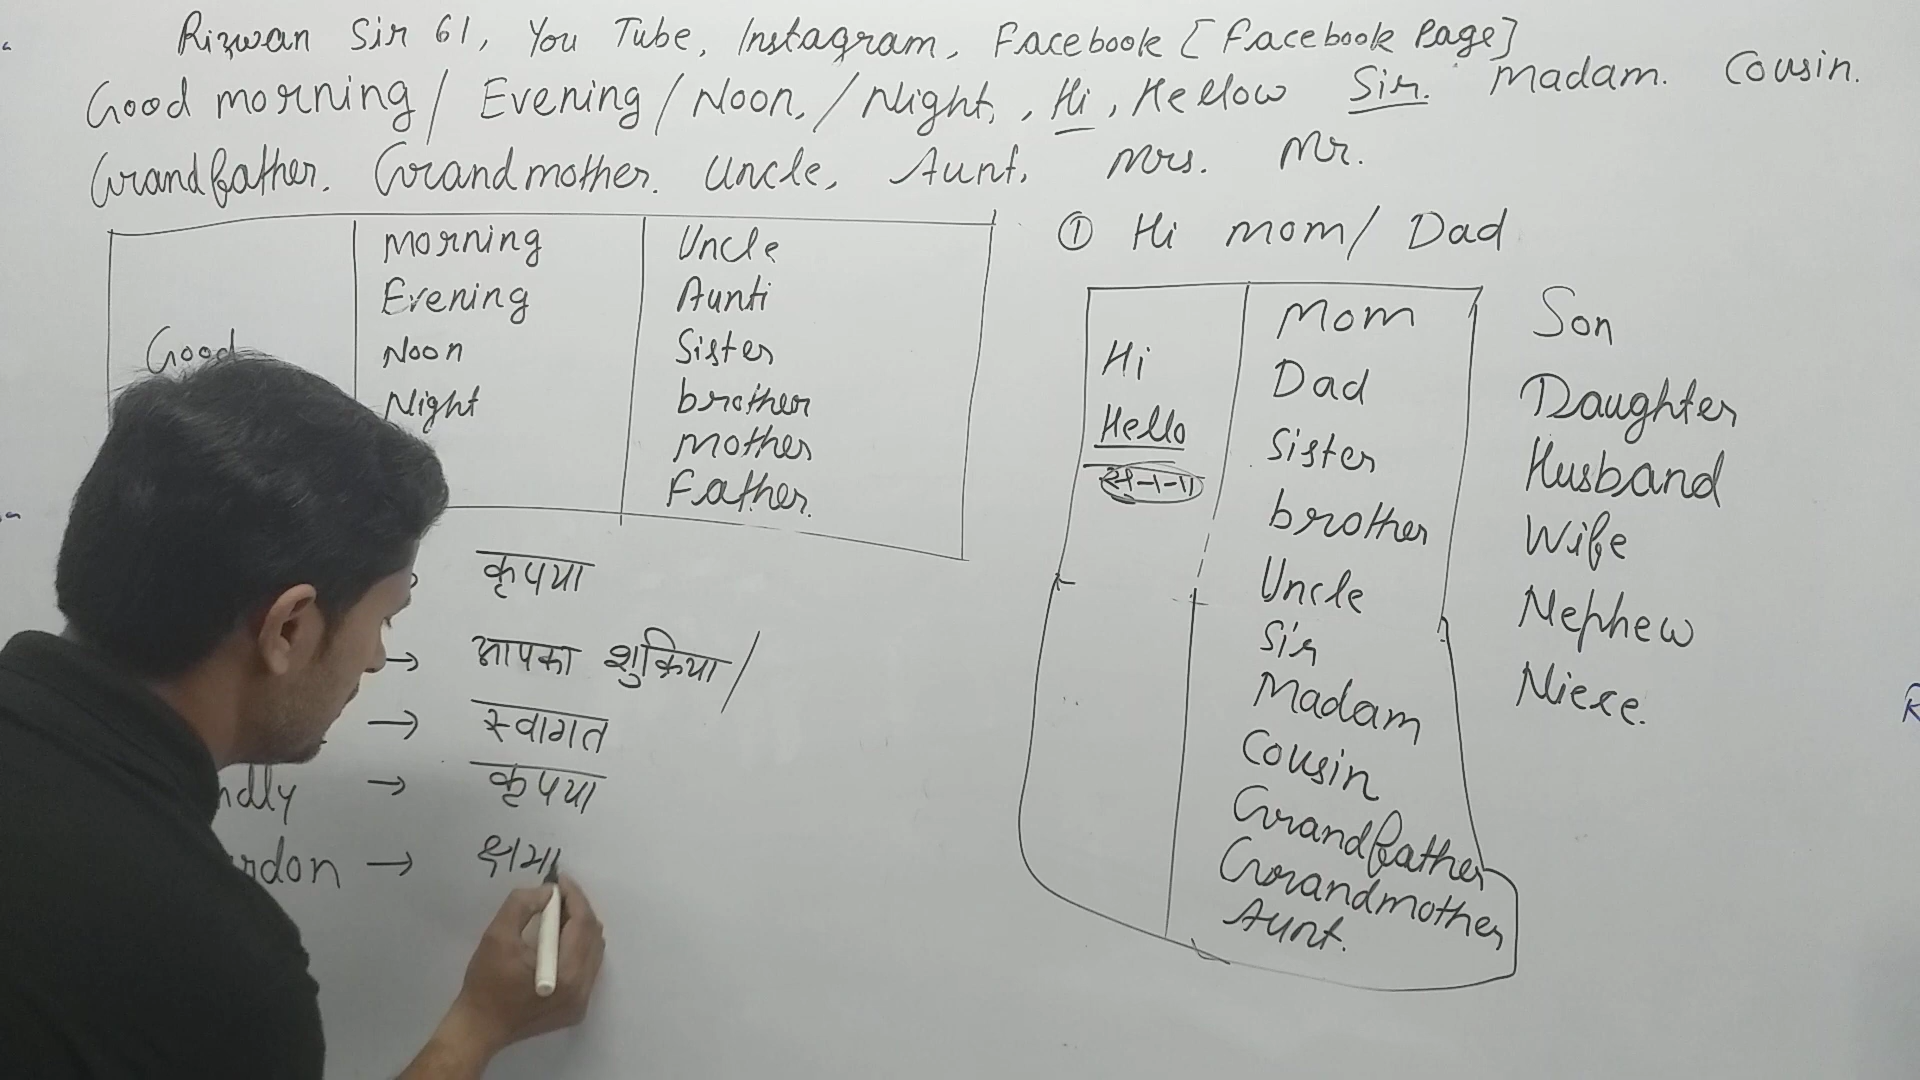 Rizwan Sir 61, You Tube, Instagram, Facebook [Facebook Page]
Good morning / Evening / Noon, / Night, , Hi, Hellow Sir. Madam. Cousin.
Grandfather. Grandmother. Uncle, Aunt, Mrs. Mr.
Good
Morning
Evening
Noon
Night
Uncle
Aunti
Sister
brother
Mother
Father.
① Hi mom / Dad
Hi
Hello
Mom
Dad
Sister
brother
Uncle
Sir
Madam
Cousin
Grandfather
Grandmother
Aunt.
Son
Daughter
Husband
Wife
Nephew
Niece.
कृपया
→ आपका शुक्रिया /
→ स्वागत
ndly → कृपया
rdon → क्षमा